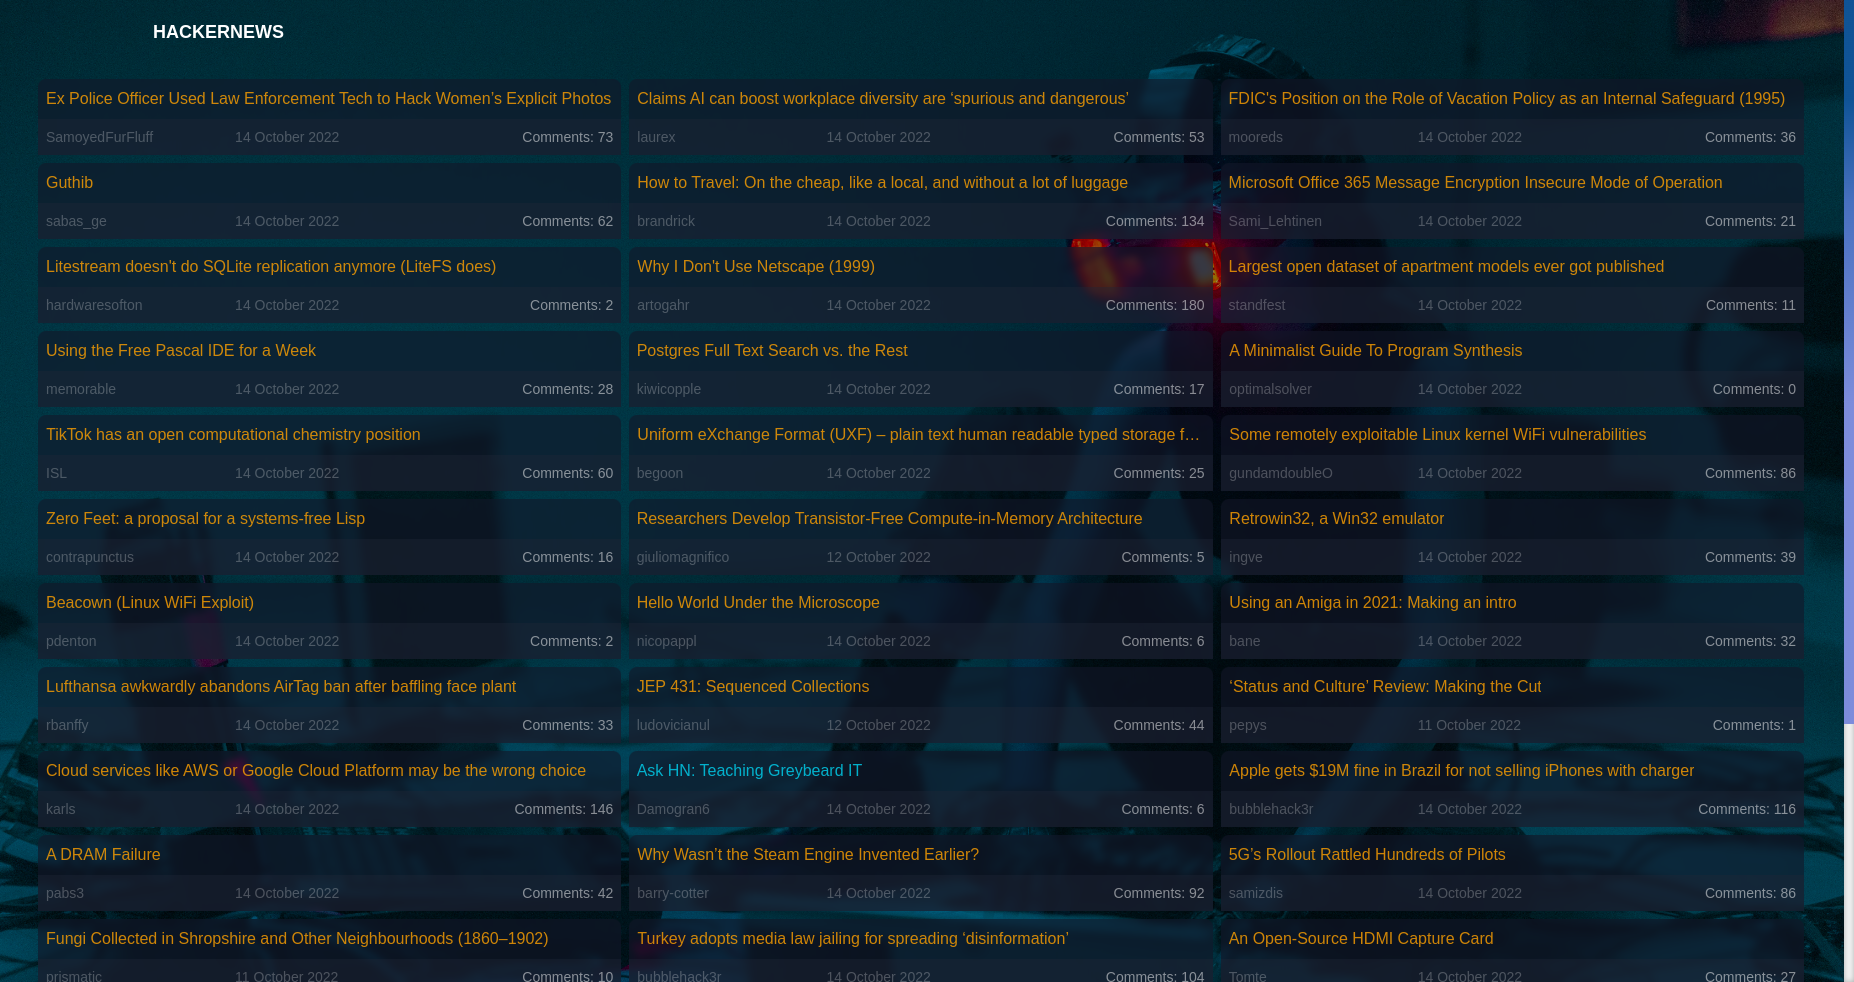 HACKERNEWS
Ex Police Officer Used Law Enforcement Tech to Hack Women’s Explicit Photos
SamoyedFurFluff 14 October 2022 Comments: 73
Claims AI can boost workplace diversity are ‘spurious and dangerous’
laurex 14 October 2022 Comments: 53
FDIC's Position on the Role of Vacation Policy as an Internal Safeguard (1995)
mooreds 14 October 2022 Comments: 36
Guthib
sabas_ge 14 October 2022 Comments: 62
How to Travel: On the cheap, like a local, and without a lot of luggage
brandrick 14 October 2022 Comments: 134
Microsoft Office 365 Message Encryption Insecure Mode of Operation
Sami_Lehtinen 14 October 2022 Comments: 21
Litestream doesn't do SQLite replication anymore (LiteFS does)
hardwaresofton 14 October 2022 Comments: 2
Why I Don't Use Netscape (1999)
artogahr 14 October 2022 Comments: 180
Largest open dataset of apartment models ever got published
standfest 14 October 2022 Comments: 11
Using the Free Pascal IDE for a Week
memorable 14 October 2022 Comments: 28
Postgres Full Text Search vs. the Rest
kiwicopple 14 October 2022 Comments: 17
A Minimalist Guide To Program Synthesis
optimalsolver 14 October 2022 Comments: 0
TikTok has an open computational chemistry position
ISL 14 October 2022 Comments: 60
Uniform eXchange Format (UXF) – plain text human readable typed storage f…
begoon 14 October 2022 Comments: 25
Some remotely exploitable Linux kernel WiFi vulnerabilities
gundamdoubleO 14 October 2022 Comments: 86
Zero Feet: a proposal for a systems-free Lisp
contrapunctus 14 October 2022 Comments: 16
Researchers Develop Transistor-Free Compute-in-Memory Architecture
giuliomagnifico 12 October 2022 Comments: 5
Retrowin32, a Win32 emulator
ingve 14 October 2022 Comments: 39
Beacown (Linux WiFi Exploit)
pdenton 14 October 2022 Comments: 2
Hello World Under the Microscope
nicopappl 14 October 2022 Comments: 6
Using an Amiga in 2021: Making an intro
bane 14 October 2022 Comments: 32
Lufthansa awkwardly abandons AirTag ban after baffling face plant
rbanffy 14 October 2022 Comments: 33
JEP 431: Sequenced Collections
ludovicianul 12 October 2022 Comments: 44
‘Status and Culture’ Review: Making the Cut
pepys 11 October 2022 Comments: 1
Cloud services like AWS or Google Cloud Platform may be the wrong choice
karls 14 October 2022 Comments: 146
Ask HN: Teaching Greybeard IT
Damogran6 14 October 2022 Comments: 6
Apple gets $19M fine in Brazil for not selling iPhones with charger
bubblehack3r 14 October 2022 Comments: 116
A DRAM Failure
pabs3 14 October 2022 Comments: 42
Why Wasn’t the Steam Engine Invented Earlier?
barry-cotter 14 October 2022 Comments: 92
5G’s Rollout Rattled Hundreds of Pilots
samizdis 14 October 2022 Comments: 86
Fungi Collected in Shropshire and Other Neighbourhoods (1860–1902)
prismatic 11 October 2022 Comments: 10
Turkey adopts media law jailing for spreading ‘disinformation’
bubblehack3r 14 October 2022 Comments: 104
An Open-Source HDMI Capture Card
Tomte 14 October 2022 Comments: 27